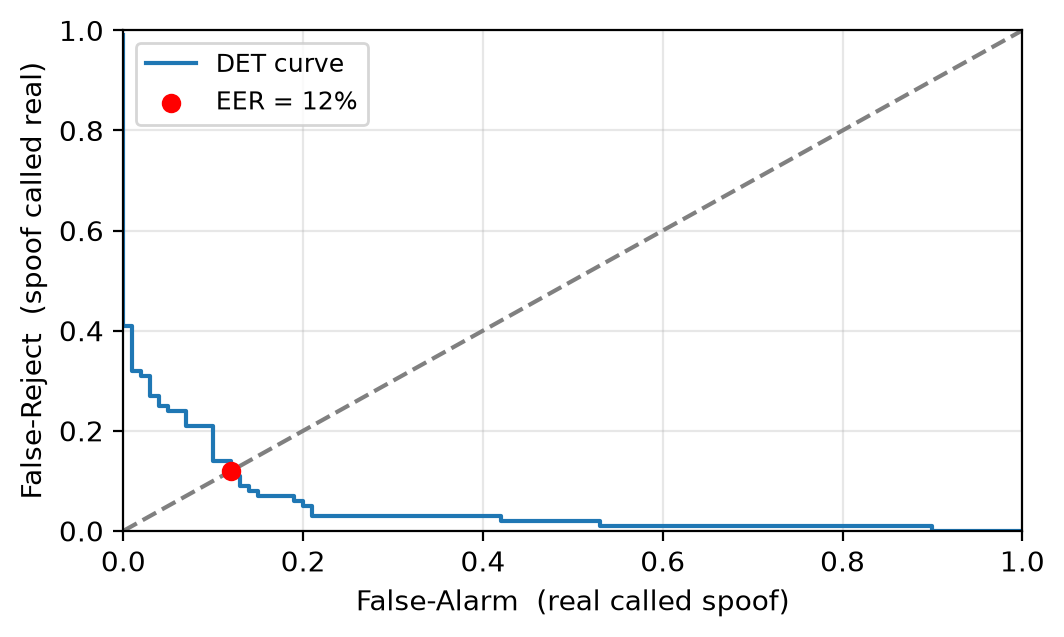 DET curve
EER = 12%
False-Reject  (spoof called real)
1.0
0.8
0.6
0.4
0.2
0.0
0.0 0.2 0.4 0.6 0.8 1.0
False-Alarm  (real called spoof)